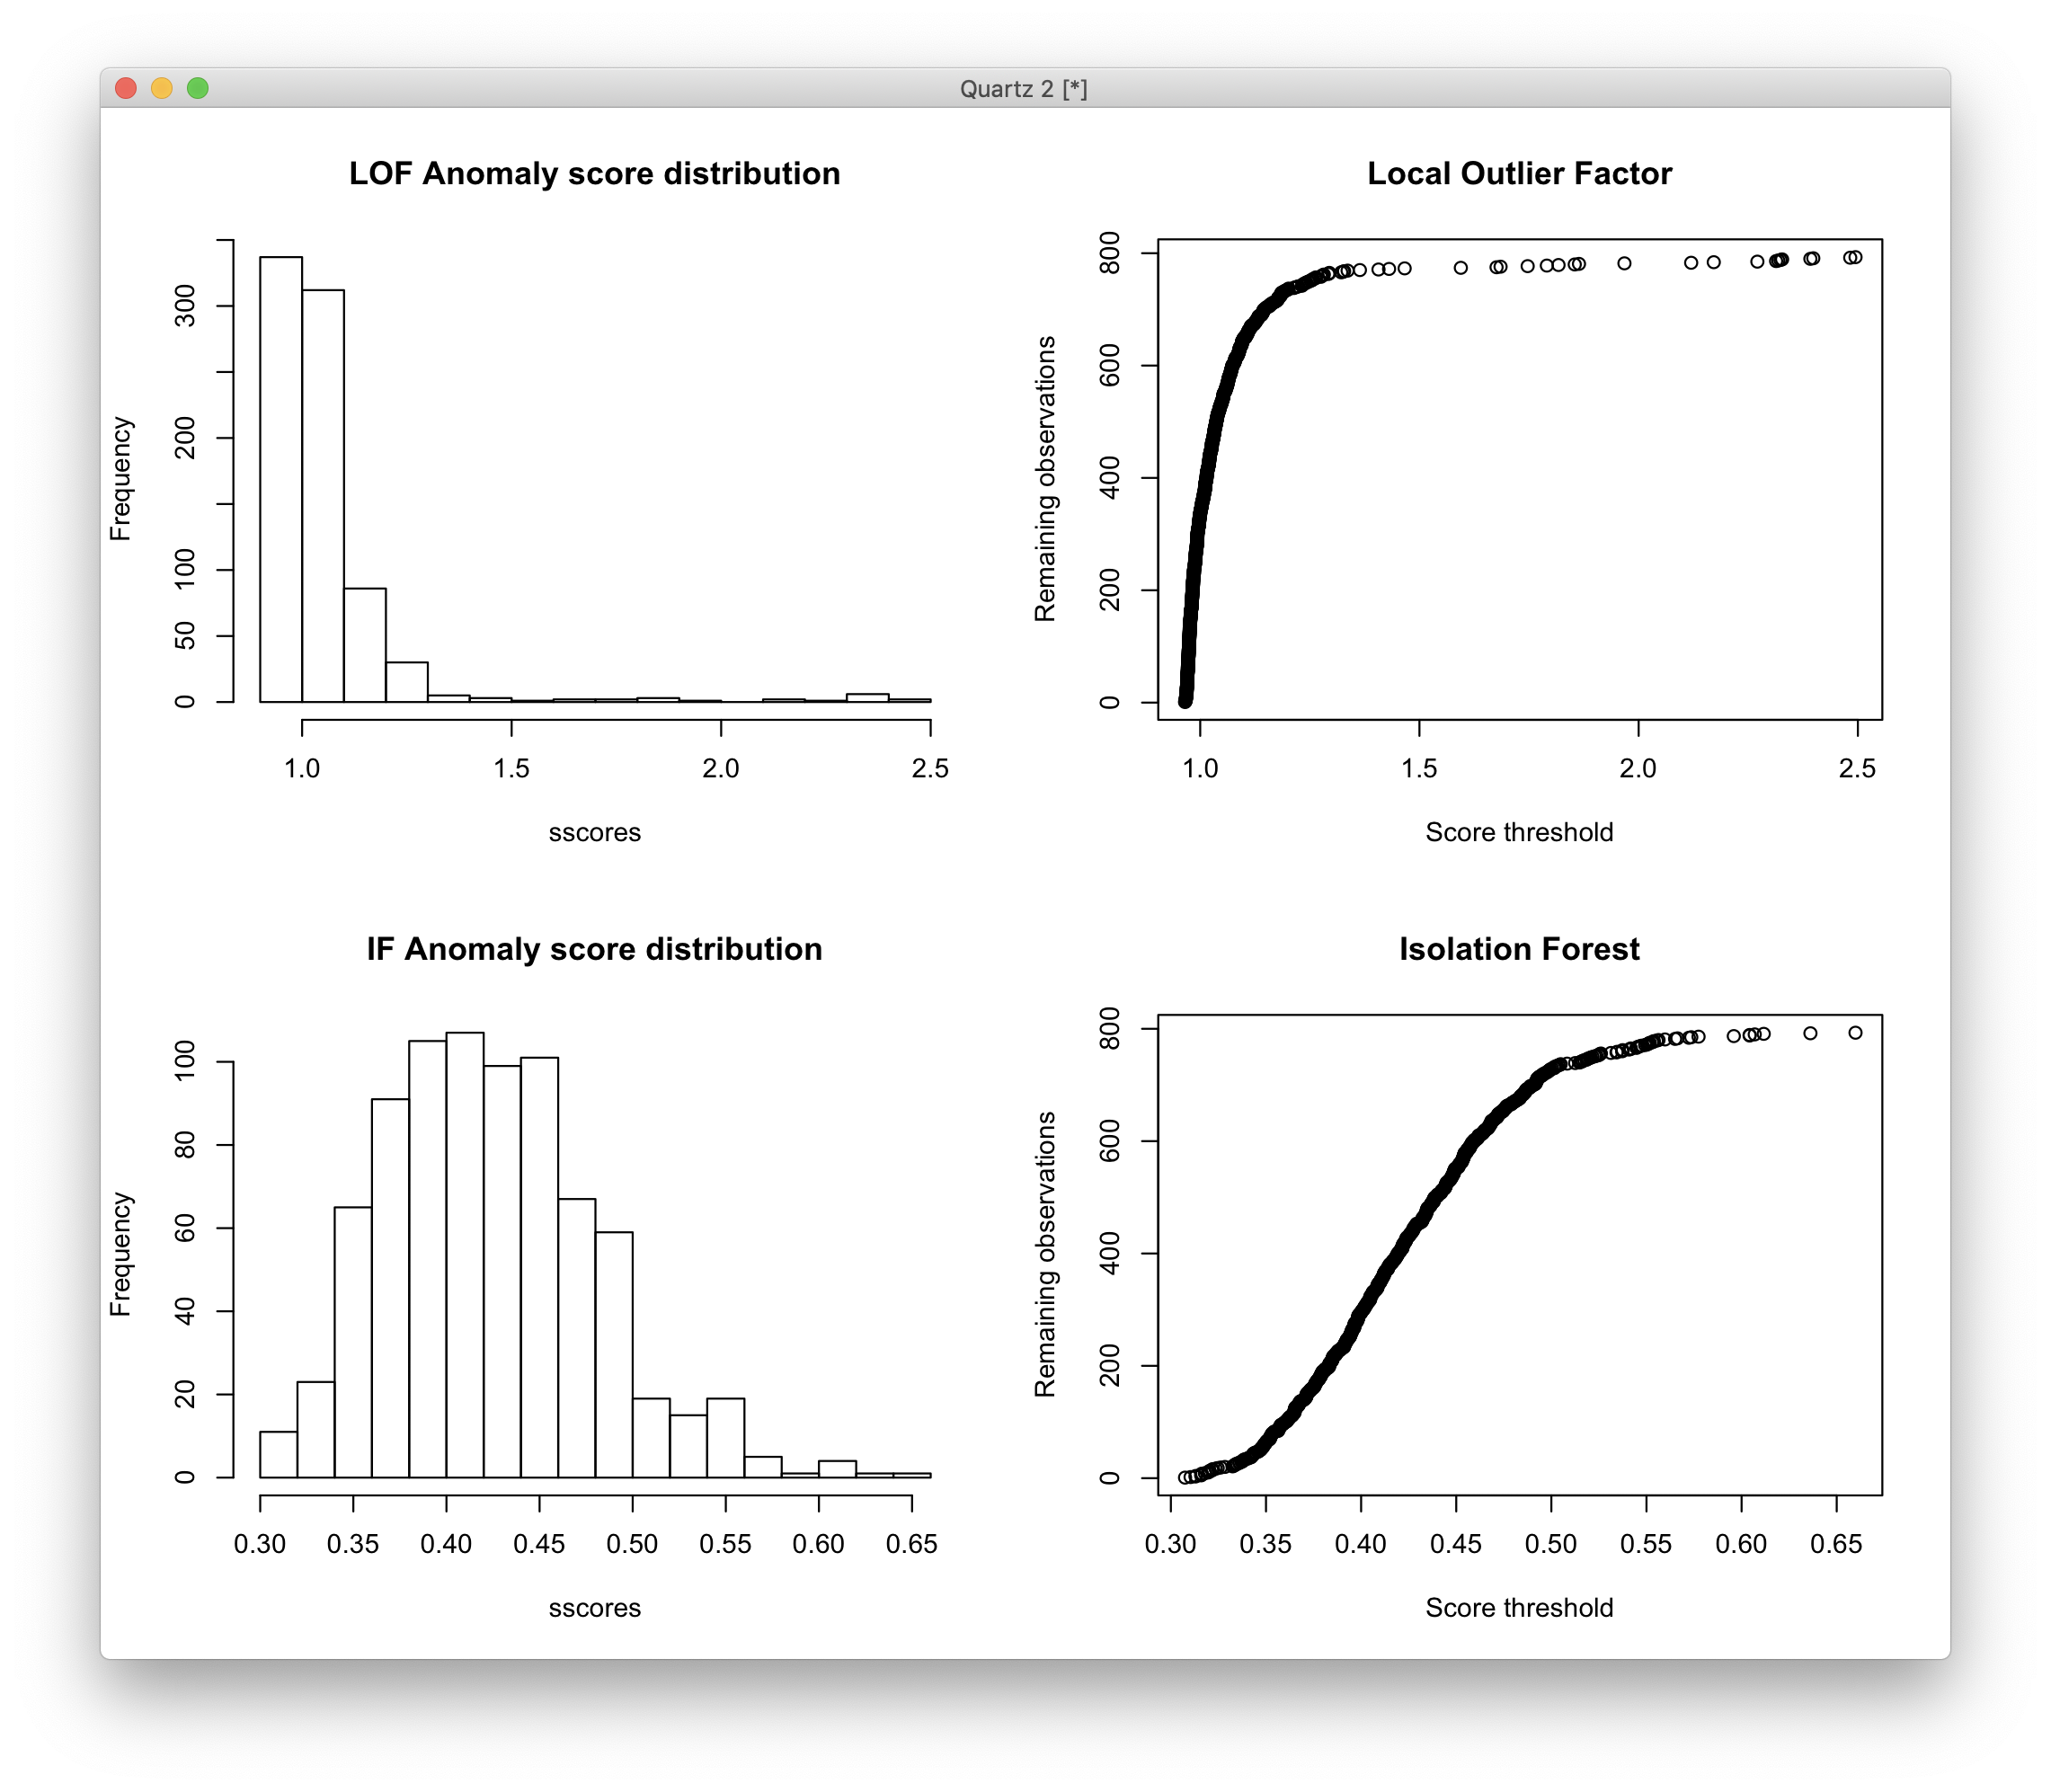 Quartz 2 [*]
LOF Anomaly score distribution
Frequency
0 50 100 200 300
1.0 1.5 2.0 2.5
sscores
Local Outlier Factor
Remaining observations
0 200 400 600 800
1.0 1.5 2.0 2.5
Score threshold
IF Anomaly score distribution
Frequency
0 20 40 60 80 100
0.30 0.35 0.40 0.45 0.50 0.55 0.60 0.65
sscores
Isolation Forest
Remaining observations
0 200 400 600 800
0.30 0.35 0.40 0.45 0.50 0.55 0.60 0.65
Score threshold